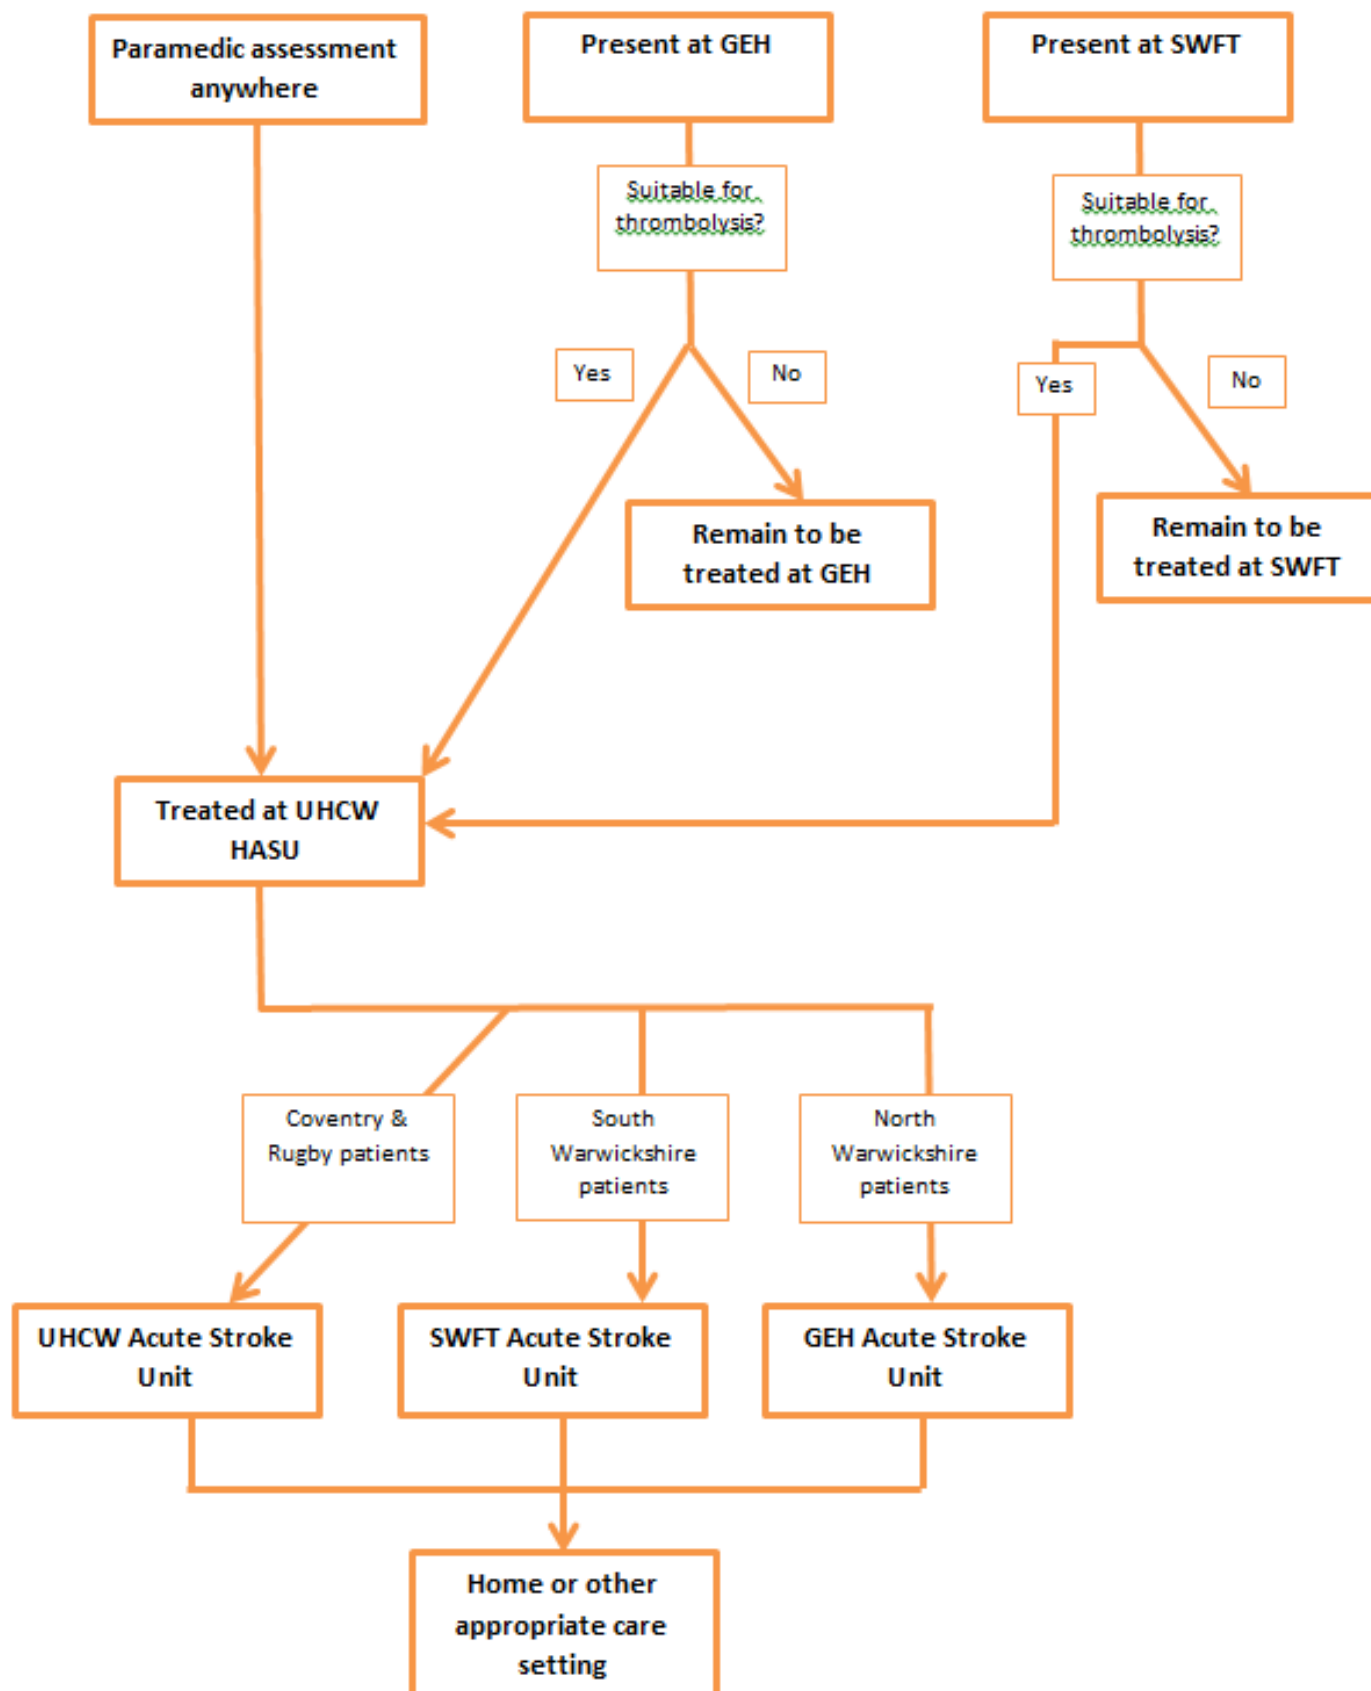 Paramedic assessment
anywhere
Present at GEH
Present at SWFT
Suitable for
thrombolysis?
Suitable for
thrombolysis?
Yes
No
Yes
No
Remain to be
treated at GEH
Remain to be
treated at SWFT
Treated at UHCW
HASU
Coventry &
Rugby patients
South
Warwickshire
patients
North
Warwickshire
patients
UHCW Acute Stroke
Unit
SWFT Acute Stroke
Unit
GEH Acute Stroke
Unit
Home or other
appropriate care
setting